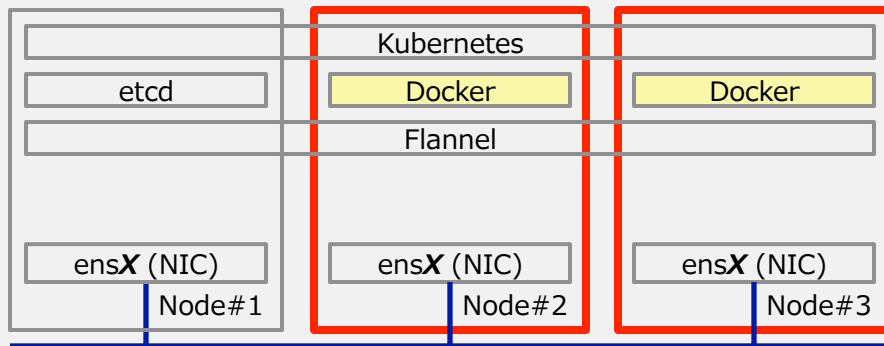 Kubernetes
etcd
Docker
Docker
Flannel
ensX (NIC)
ensX (NIC)
ensX (NIC)
Node#1
Node#2
Node#3